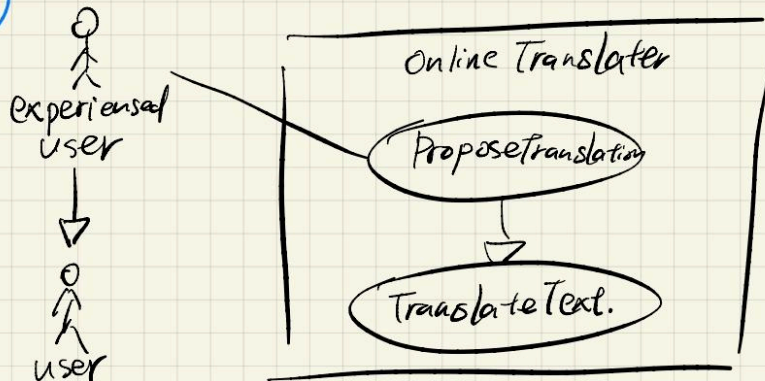 experiensed
user
user
Online Translater
ProposeTranslation
TranslateText.